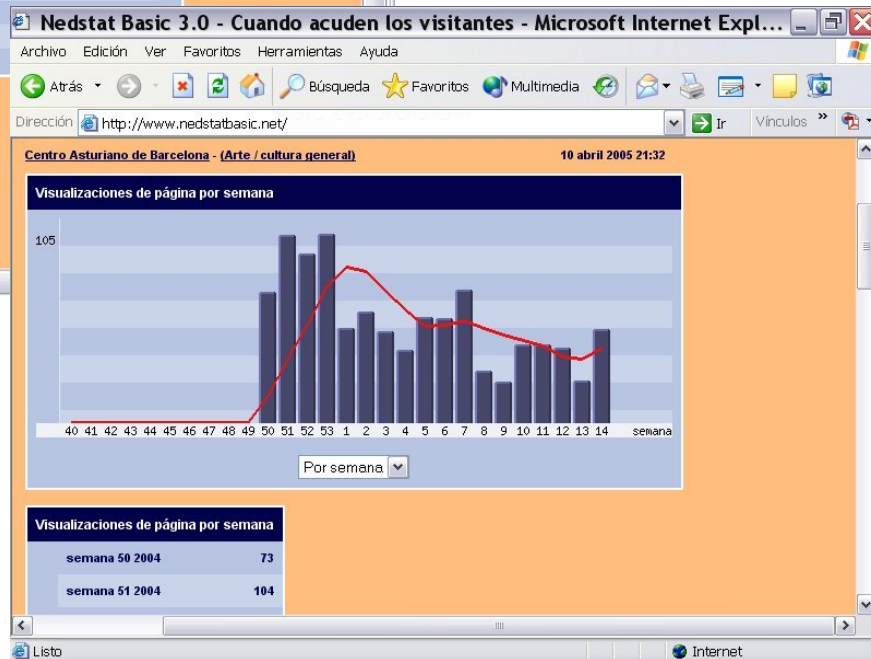 Nedstat Basic 3.0 - Cuando acuden los visitantes - Microsoft Internet Expl...
Archivo Edición Ver Favoritos Herramientas Ayuda
Atrás Búsqueda Favoritos Multimedia
Dirección http://www.nedstatbasic.net/ Ir Vínculos »
Centro Asturiano de Barcelona - (Arte / cultura general) 10 abril 2005 21:32
Visualizaciones de página por semana
105
40 41 42 43 44 45 46 47 48 49 50 51 52 53 1 2 3 4 5 6 7 8 9 10 11 12 13 14 semana
Por semana
Visualizaciones de página por semana
semana 50 2004 73
semana 51 2004 104
Listo Internet